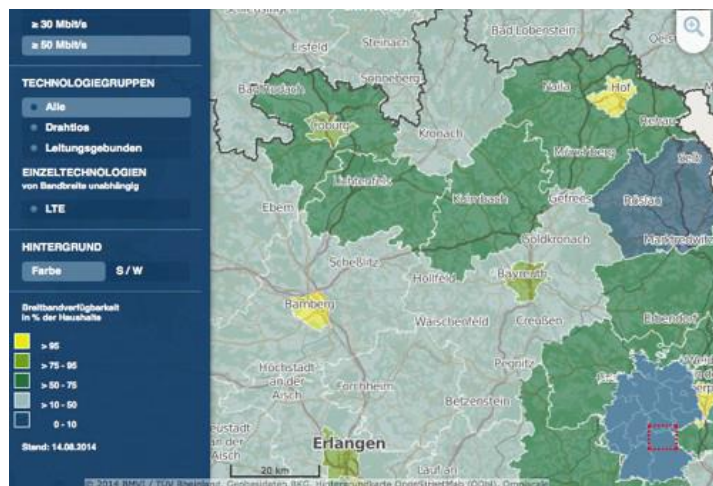 ≥ 30 Mbit/s
≥ 50 Mbit/s
TECHNOLOGIEGRUPPEN
Alle
Drahtlos
Leitungsgebunden
EINZELTECHNOLOGIEN
von Bandbreite unabhängig
LTE
HINTERGRUND
Farbe S / W
Breitbandverfügbarkeit
in % der Haushalte
> 95
> 75 - 95
> 50 - 75
> 10 - 50
0 - 10
Stand: 14.08.2014
Bad Lobenstein
Eisfeld
Steinach
Sonneberg
Naila
Hof
Rehau
Coburg
Kronach
Münchberg
Selb
Lichtenfels
Kulmbach
Gefrees
Röslau
Ebern
Goldkronach
Marktredwitz
Scheßlitz
Hollfeld
Bayreuth
Bamberg
Waischenfeld
Creußen
Erbendorf
Höchstadt
an der
Aisch
Forchheim
Pegnitz
Betzenstein
Erlangen
Lauf an
20 km